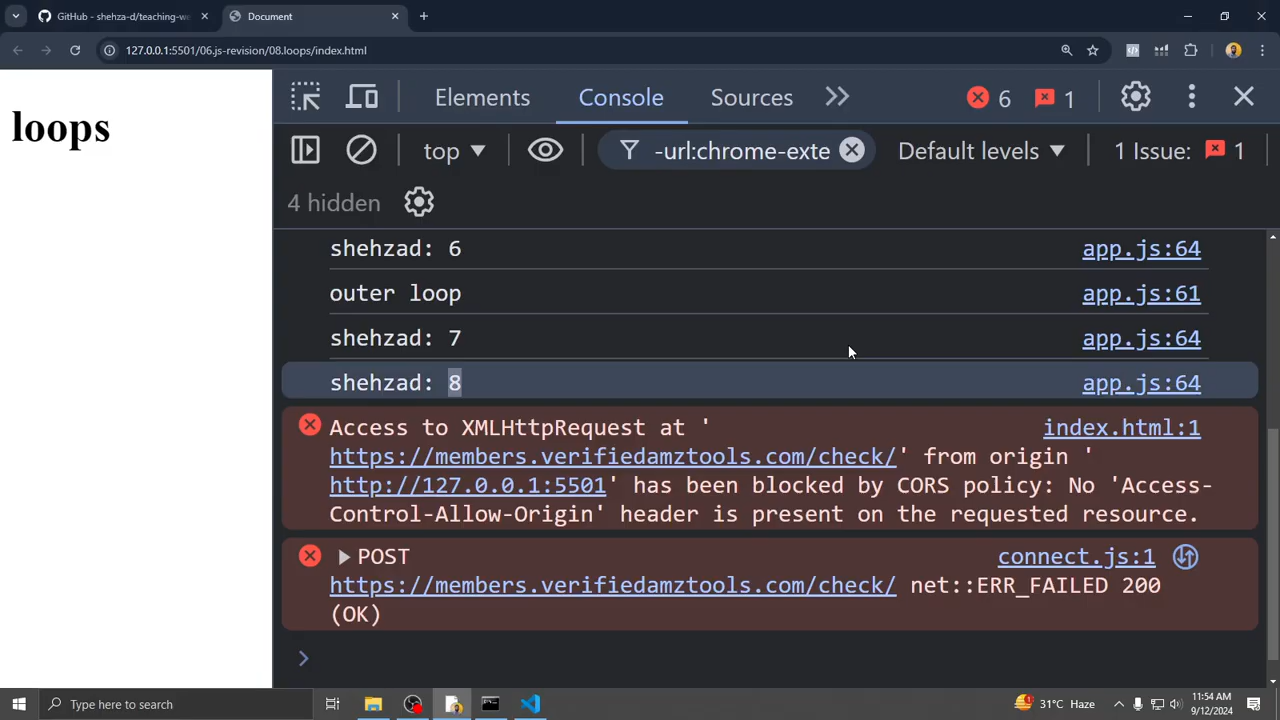 GitHub - shehza-d/teaching-we
Document
127.0.0.1:5501/06.js-revision/08.loops/index.html
loops
Elements
Console
Sources
6
1
top
-url:chrome-exte
Default levels
1 Issue:
1
4 hidden
shehzad: 6
app.js:64
outer loop
app.js:61
shehzad: 7
app.js:64
shehzad: 8
app.js:64
Access to XMLHttpRequest at '
index.html:1
https://members.verifiedamztools.com/check/' from origin '
http://127.0.0.1:5501' has been blocked by CORS policy: No 'Access-
Control-Allow-Origin' header is present on the requested resource.
POST
connect.js:1
https://members.verifiedamztools.com/check/ net::ERR_FAILED 200
(OK)
Type here to search
31°C Haze
11:54 AM
9/12/2024